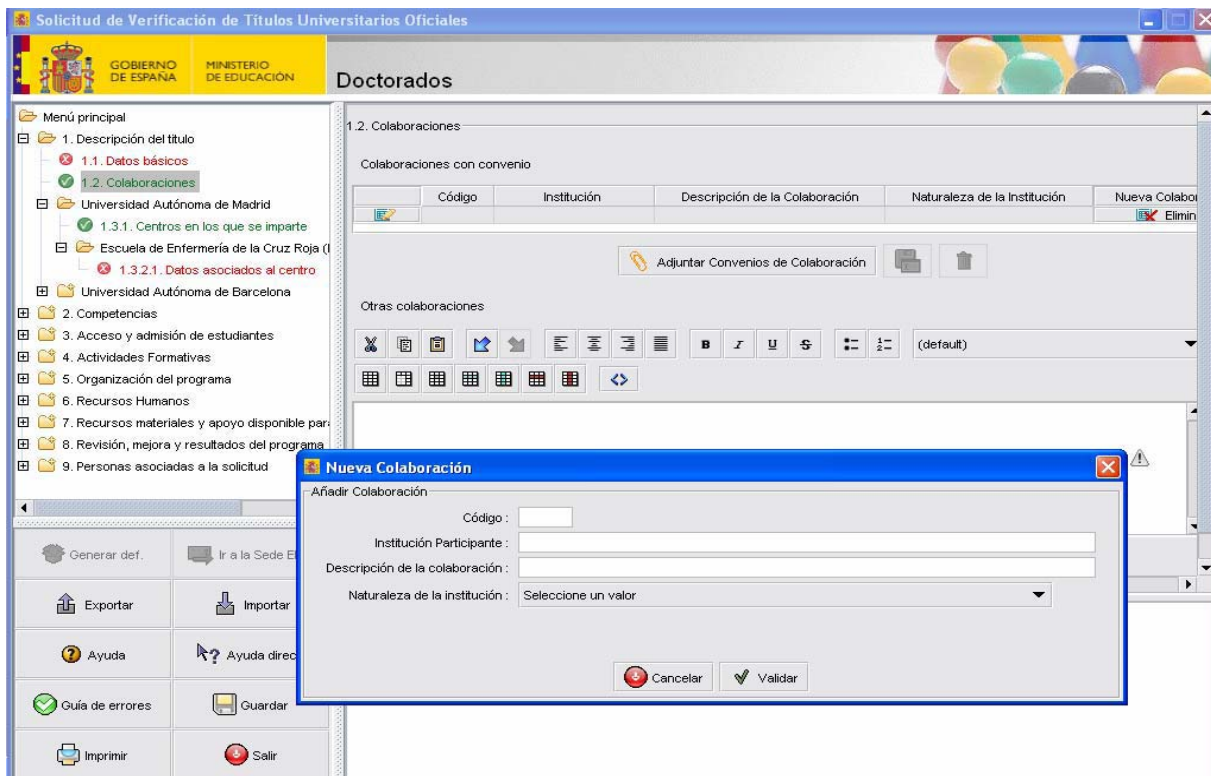 Solicitud de Verificación de Títulos Universitarios Oficiales
GOBIERNO
DE ESPAÑA
MINISTERIO
DE EDUCACIÓN
Doctorados
Menú principal
1. Descripción del título
1.1. Datos básicos
1.2. Colaboraciones
Universidad Autónoma de Madrid
1.3.1. Centros en los que se imparte
Escuela de Enfermería de la Cruz Roja (
1.3.2.1. Datos asociados al centro
Universidad Autónoma de Barcelona
2. Competencias
3. Acceso y admisión de estudiantes
4. Actividades Formativas
5. Organización del programa
6. Recursos Humanos
7. Recursos materiales y apoyo disponible par
8. Revisión, mejora y resultados del programa
9. Personas asociadas a la solicitud
Generar def.
Ir a la Sede El
Exportar
Importar
Ayuda
Ayuda direc
Guía de errores
Guardar
Imprimir
Salir
1.2. Colaboraciones
Colaboraciones con convenio
Código Institución Descripción de la Colaboración Naturaleza de la Institución Nueva Colabor
Elimin
Adjuntar Convenios de Colaboración
Otras colaboraciones
B I U S (default)
Nueva Colaboración
Añadir Colaboración
Código :
Institución Participante :
Descripción de la colaboración :
Naturaleza de la institución : Seleccione un valor
Cancelar
Validar